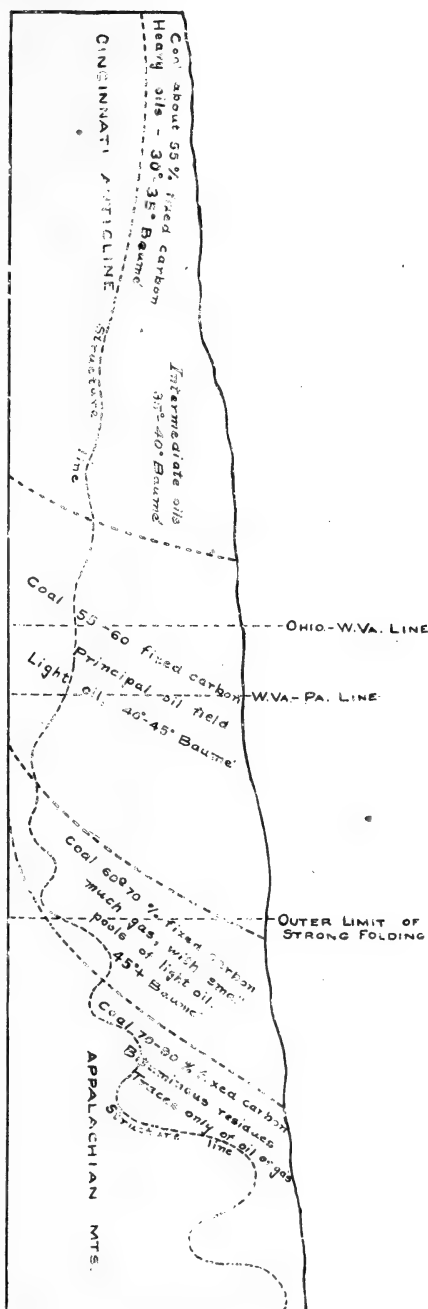 Coal about 55% fixed carbon
Heavy oils - 30°-35° Baumé
CINCINNATI ANTICLINE
Structure line
Intermediate oils
35°-40° Baumé
Coal 55-60 fixed carbon
Principal oil field
Light oil. 40°-45° Baumé
OHIO.-W.VA. LINE
W.VA.-PA. LINE
Coal 60 70 % fixed carbon
much gas, with small
pools of light oil.
45°+ Baumé
OUTER LIMIT OF
STRONG FOLDING
Coal 70-80 % fixed carbon
Bituminous residues
Traces only of oil or gas
Structure line
APPALACHIAN MTS.